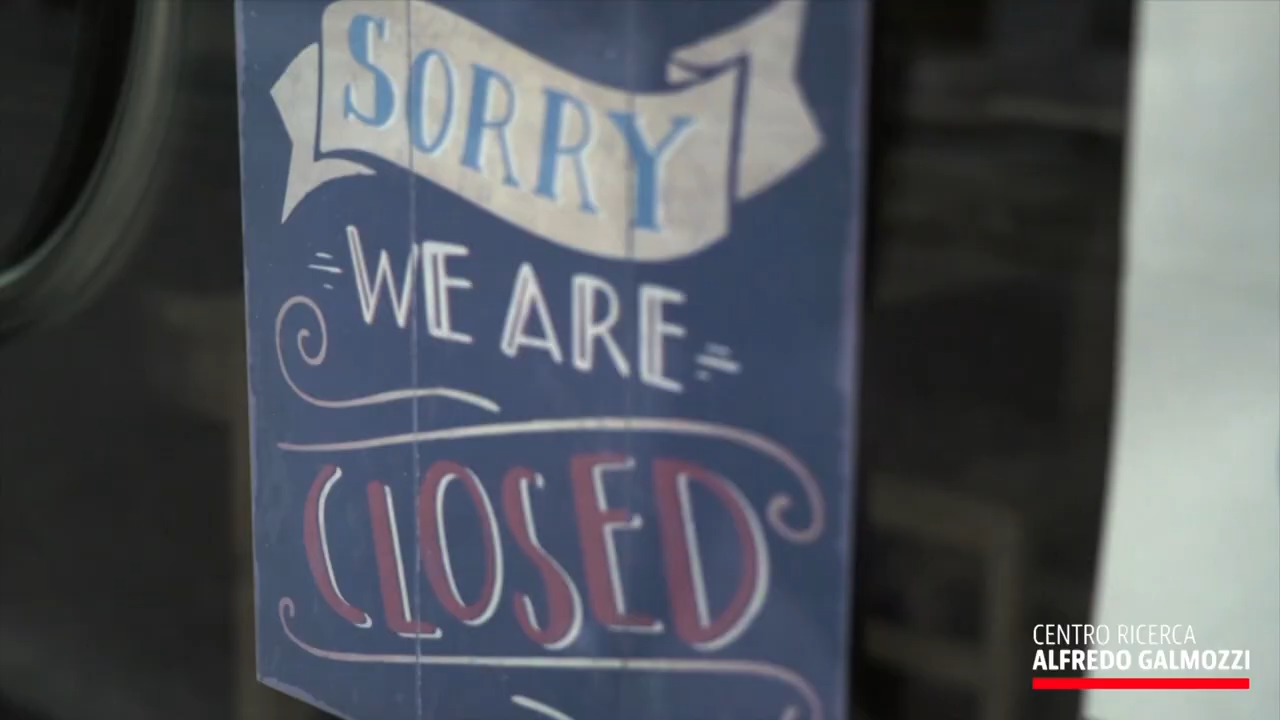 SORRY
WE ARE
CLOSED
CENTRO RICERCA
ALFREDO GALMOZZI